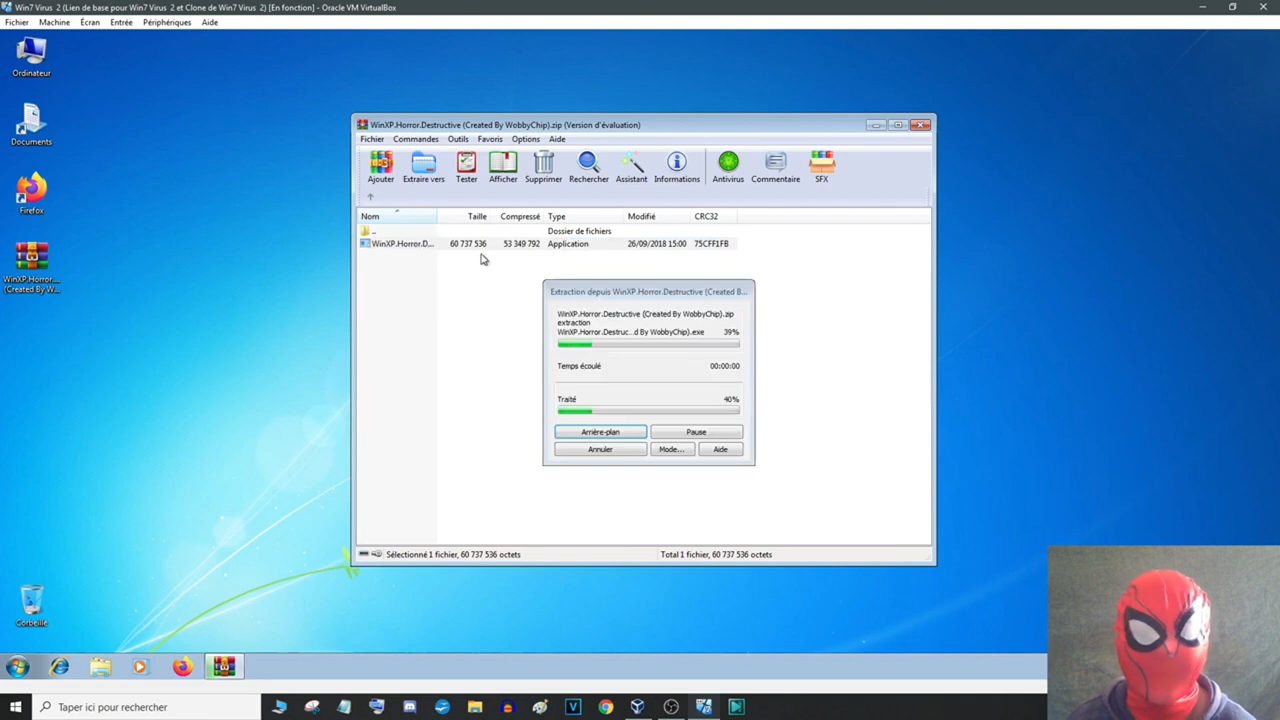 Win7 Virus 2 (Lien de base pour Win7 Virus 2 et Clone de Win7 Virus 2) [En fonction] - Oracle VM VirtualBox
Fichier Machine Écran Entrée Périphériques Aide
Ordinateur
Documents
Firefox
WinXP.Horror....
(Created By W...
Corbeille
WinXP.Horror.Destructive (Created By WobbyChip).zip (Version d'évaluation)
Fichier Commandes Outils Favoris Options Aide
Ajouter Extraire vers Tester Afficher Supprimer Rechercher Assistant Informations Antivirus Commentaire SFX
Nom Taille Compressé Type Modifié CRC32
.. Dossier de fichiers
WinXP.Horror.D... 60 737 536 53 349 792 Application 26/09/2018 15:00 75CFF1FB
Extraction depuis WinXP.Horror.Destructive (Created B...
WinXP.Horror.Destructive (Created By WobbyChip).zip
extraction
WinXP.Horror.Destruc...d By WobbyChip).exe 39%
Temps écoulé 00:00:00
Traité 40%
Arrière-plan Pause
Annuler Mode... Aide
Sélectionné 1 fichier, 60 737 536 octets Total 1 fichier, 60 737 536 octets
Taper ici pour rechercher